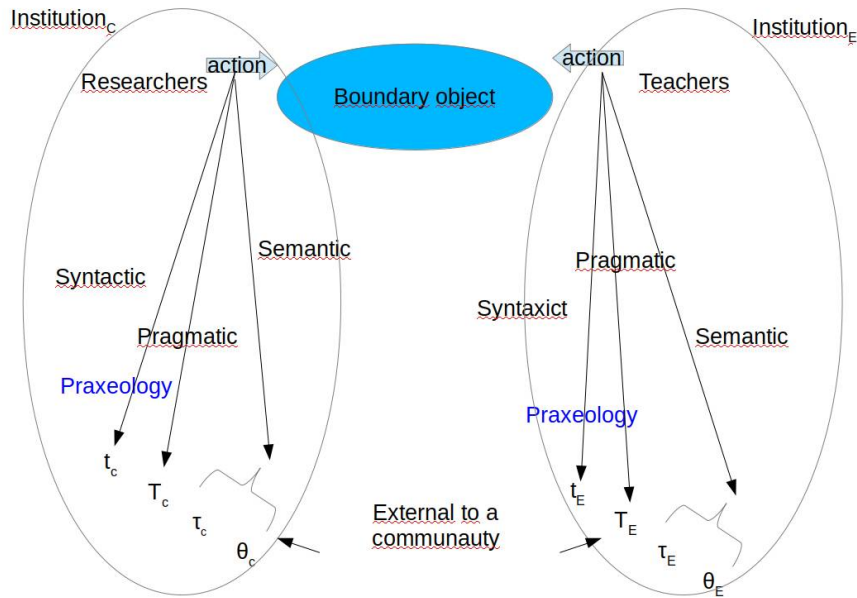 Institution_C
Institution_E
action
action
Researchers
Boundary object
Teachers
Semantic
Pragmatic
Syntactic
Syntaxict
Pragmatic
Semantic
Praxeology
Praxeology
t_c
T_c
τ_c
θ_c
t_E
T_E
τ_E
θ_E
External to a
communauty